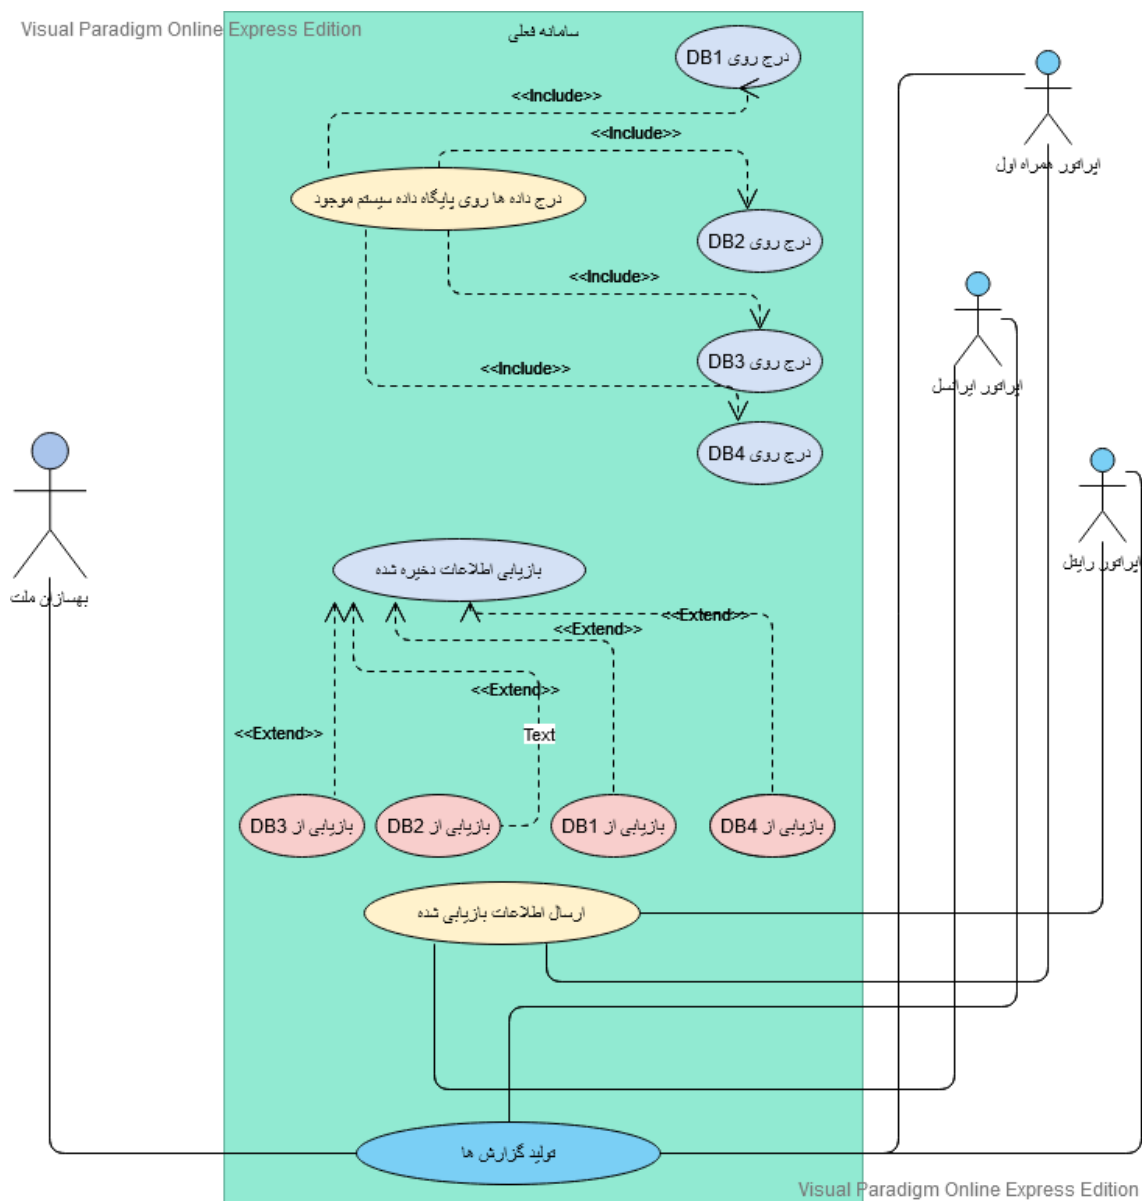 Visual Paradigm Online Express Edition
سامانه فعلی
درج روی DB1
<<Include>>
<<Include>>
اپراتور همراه اول
درج داده ها روی پایگاه داده سیستم موجود
درج روی DB2
<<Include>>
درج روی DB3
<<Include>>
اپراتور ایرانسل
درج روی DB4
بازیابی اطلاعات ذخیره شده
اپراتور رایتل
بهسازان ملت
<<Extend>>
<<Extend>>
<<Extend>>
<<Extend>>
Text
بازیابی از DB3
بازیابی از DB2
بازیابی از DB1
بازیابی از DB4
ارسال اطلاعات بازیابی شده
تولید گزارش ها
Visual Paradigm Online Express Edition